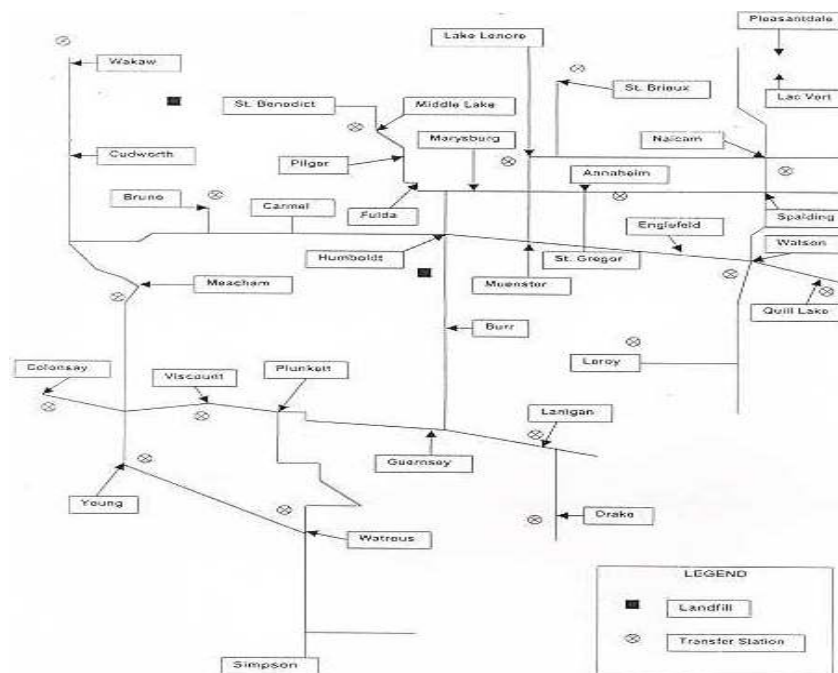 Pleasantdale
Lake Lenore
Wakaw
St. Brieux
St. Benedict
Middle Lake
Lac Vert
Marysburg
Naicam
Cudworth
Pilger
Annaheim
Bruno
Carmel
Fulda
Spalding
Englefeld
Watson
Humboldt
St. Gregor
Meacham
Muenster
Quill Lake
Burr
Leroy
Colonsay
Viscount
Plunkett
Lanigan
Guernsey
Young
Drake
Watrous
LEGEND
Landfill
Transfer Station
Simpson